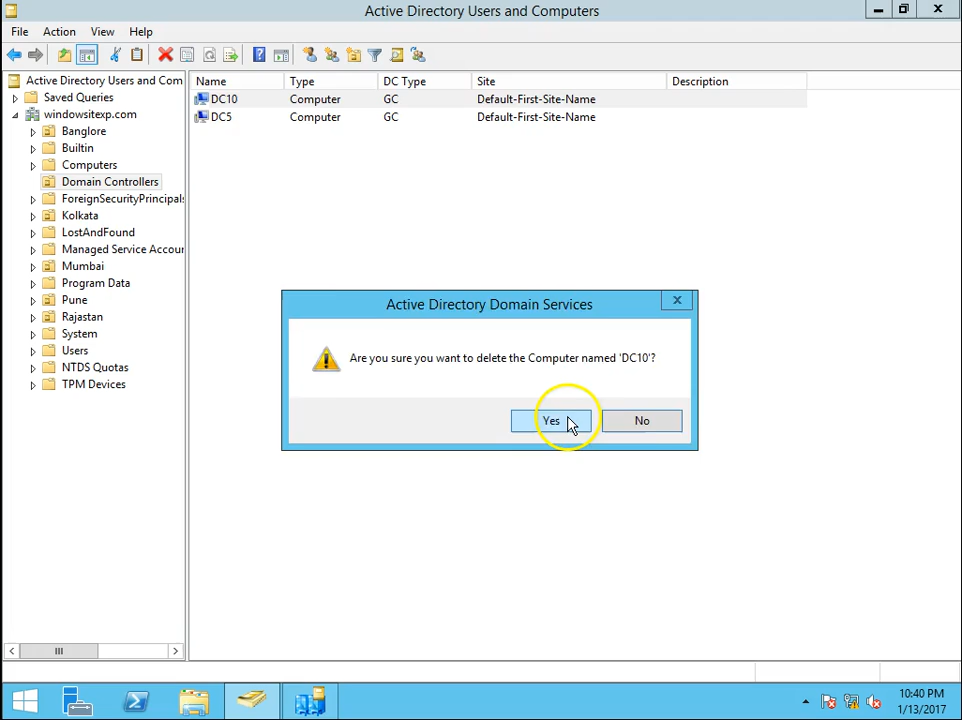 Active Directory Users and Computers
File Action View Help
Active Directory Users and Com
Saved Queries
windowsitexp.com
Banglore
Builtin
Computers
Domain Controllers
ForeignSecurityPrincipals
Kolkata
LostAndFound
Managed Service Accour
Mumbai
Program Data
Pune
Rajastan
System
Users
NTDS Quotas
TPM Devices
Name Type DC Type Site Description
DC10 Computer GC Default-First-Site-Name
DC5 Computer GC Default-First-Site-Name
Active Directory Domain Services
Are you sure you want to delete the Computer named 'DC10'?
Yes No
10:40 PM
1/13/2017